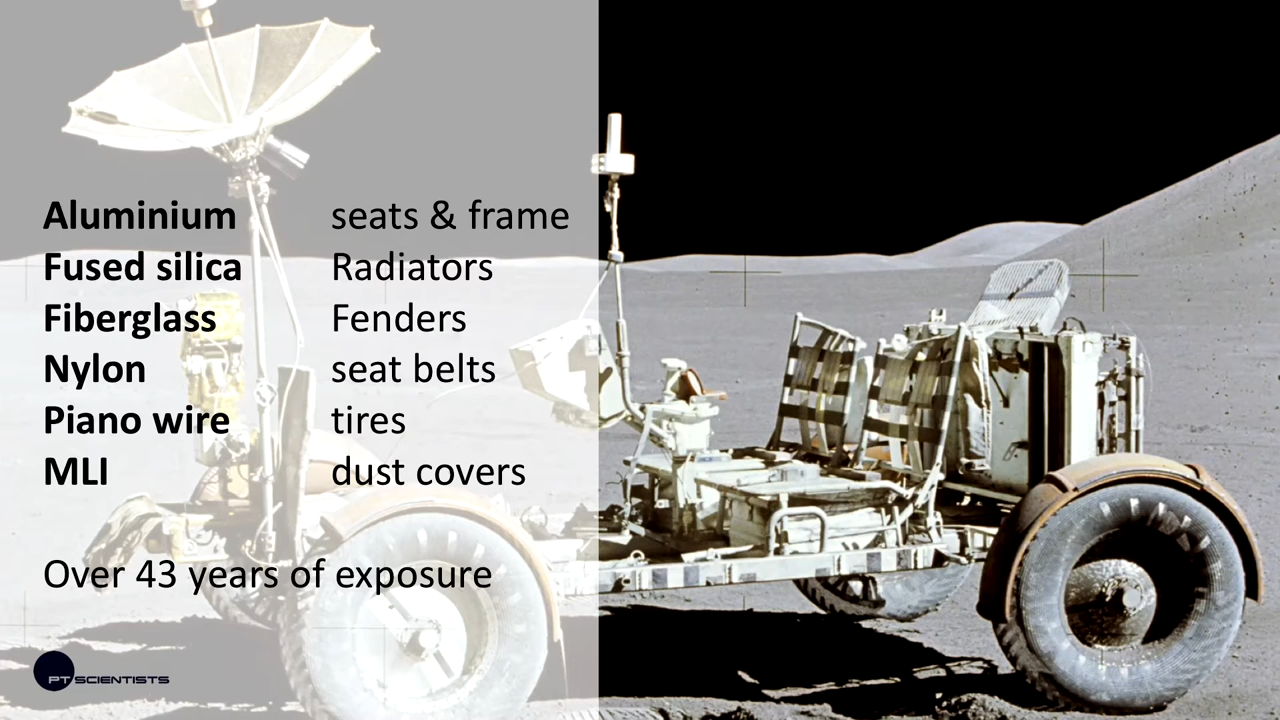 Aluminium seats & frame
Fused silica Radiators
Fiberglass Fenders
Nylon seat belts
Piano wire tires
MLI dust covers
Over 43 years of exposure
PT SCIENTISTS